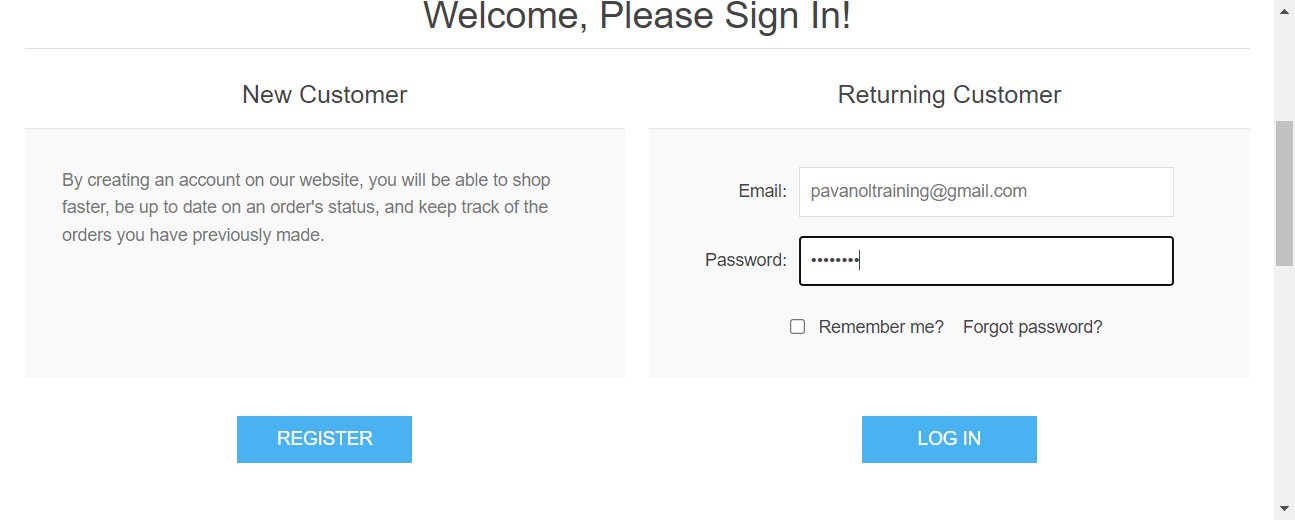 Welcome, Please Sign In!
New Customer
By creating an account on our website, you will be able to shop
faster, be up to date on an order's status, and keep track of the
orders you have previously made.
REGISTER
Returning Customer
Email: pavanoltraining@gmail.com
Password: ••••••••
Remember me? Forgot password?
LOG IN